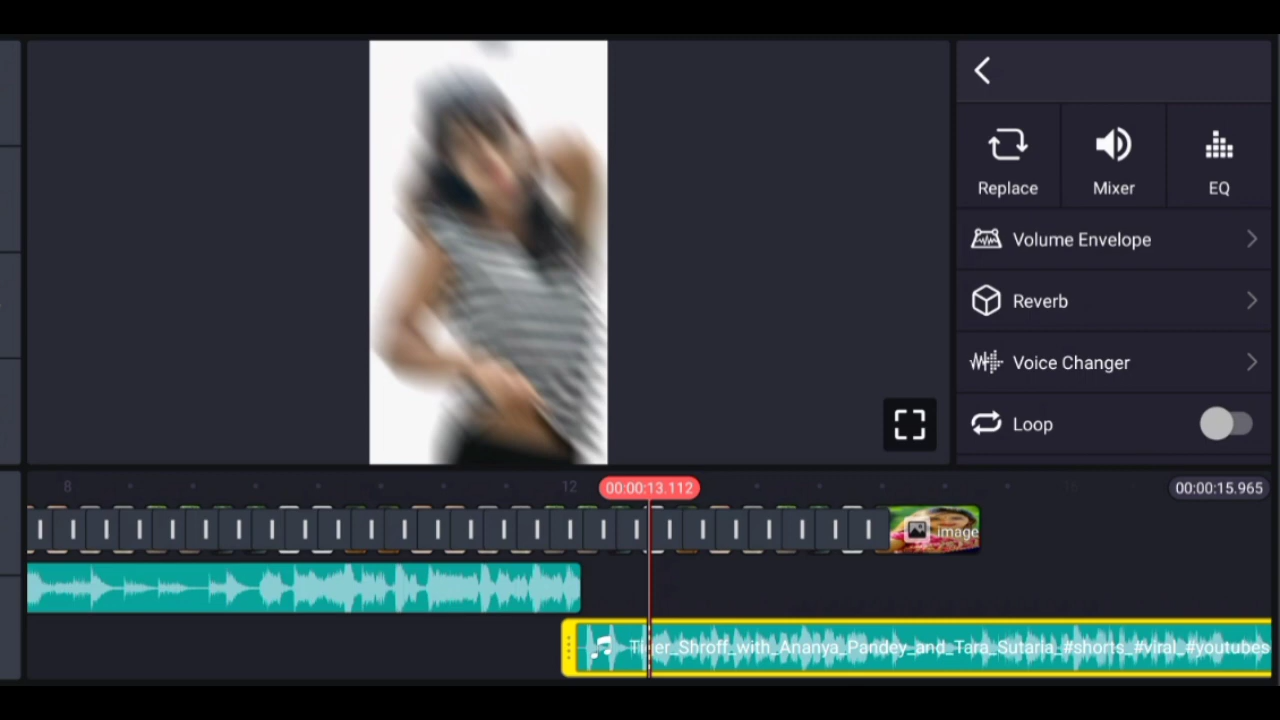 Replace
Mixer
EQ
Volume Envelope
Reverb
Voice Changer
Loop
8
12
00:00:13.112
16
00:00:15.965
image
Tiger_Shroff_with_Ananya_Pandey_and_Tara_Sutaria_#shorts_#viral_#youtubes